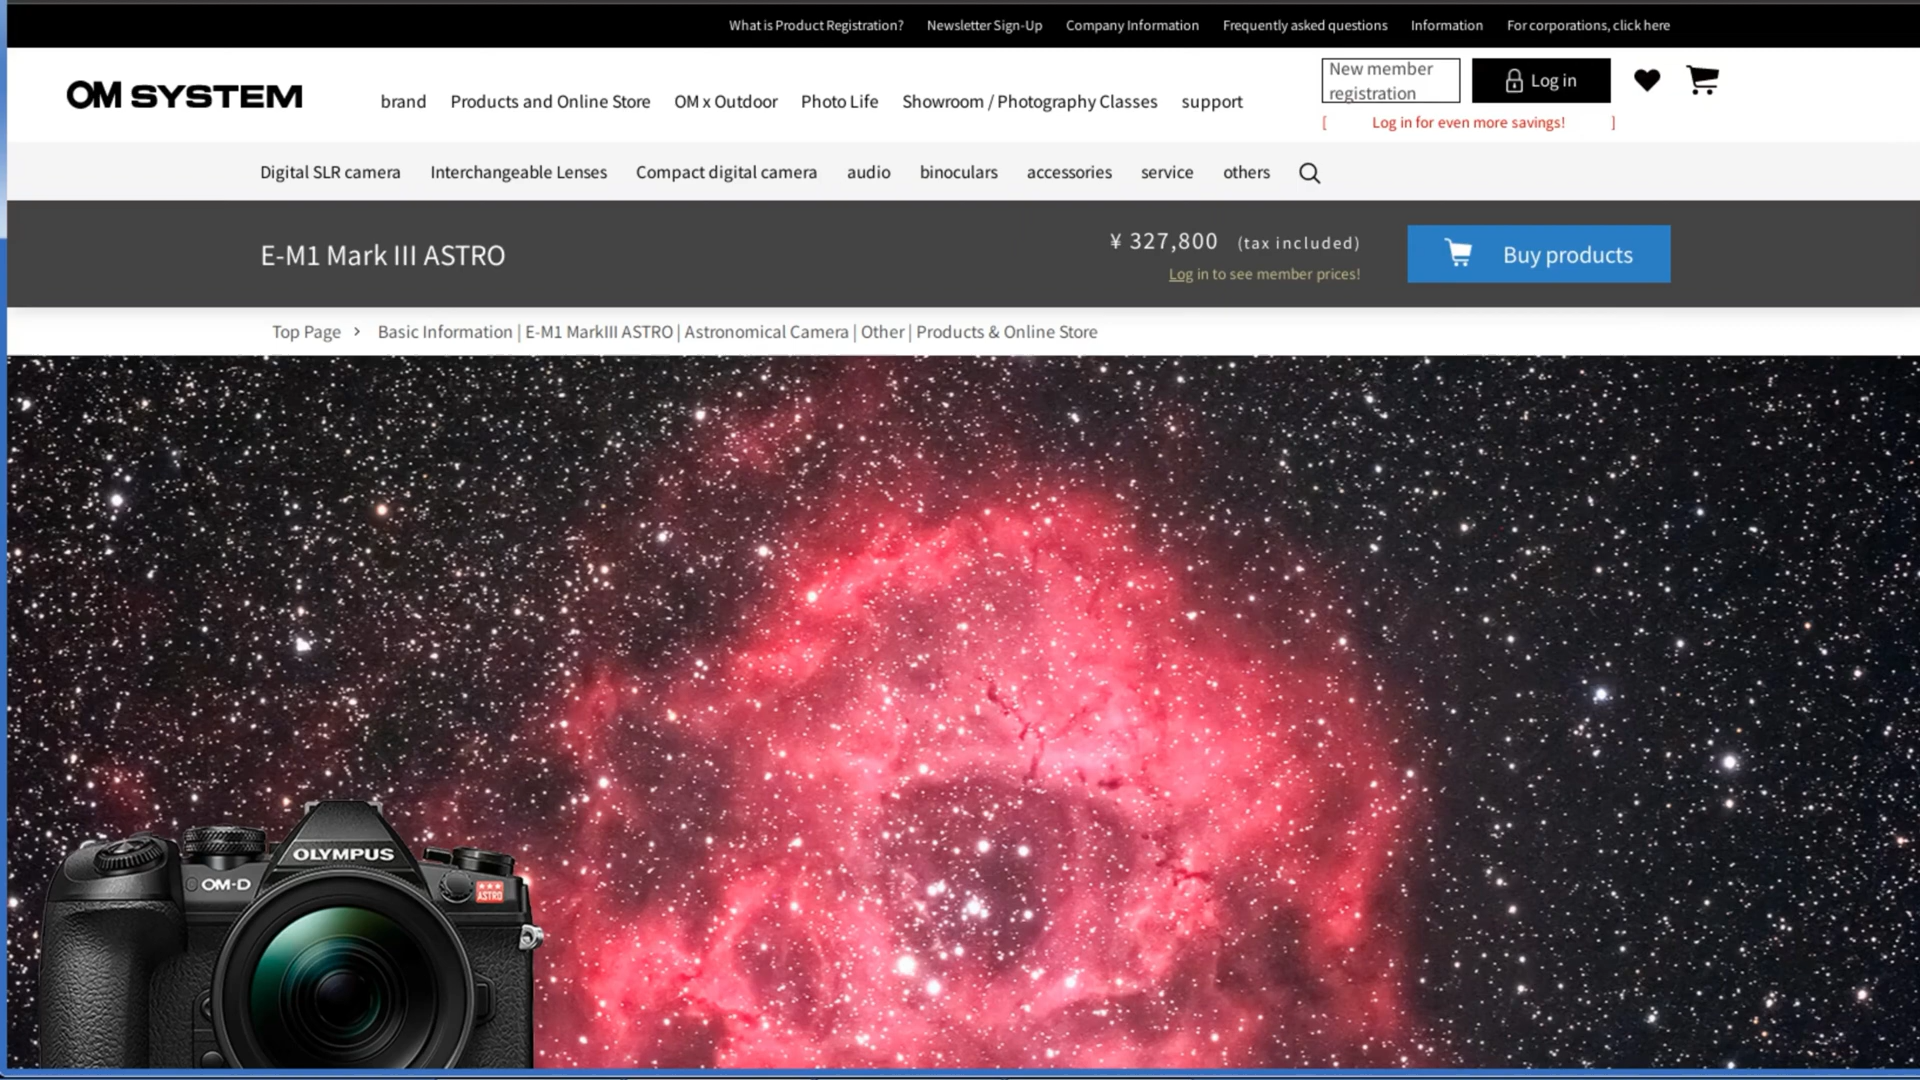 What is Product Registration? Newsletter Sign-Up Company Information Frequently asked questions Information For corporations, click here
OM SYSTEM
brand Products and Online Store OM x Outdoor Photo Life Showroom / Photography Classes support
New member
registration
Log in
[ Log in for even more savings! ]
Digital SLR camera Interchangeable Lenses Compact digital camera audio binoculars accessories service others
E-M1 Mark III ASTRO
¥ 327,800 (tax included)
Log in to see member prices!
Buy products
Top Page > Basic Information | E-M1 MarkIII ASTRO | Astronomical Camera | Other | Products & Online Store
OLYMPUS
OM-D
ASTRO